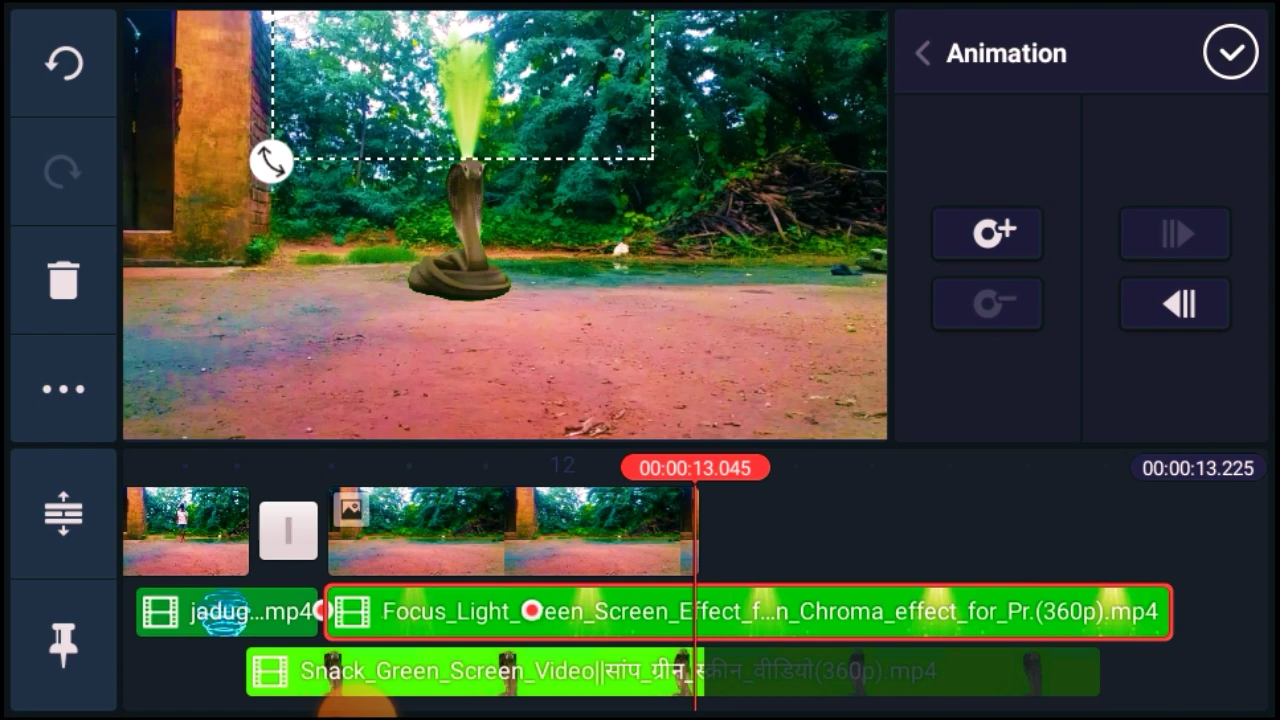 Animation
12
00:00:13.045
00:00:13.225
jadug...mp4
Focus_Light_ een_Screen_Effect_f...n_Chroma_effect_for_Pr.(360p).mp4
Snack_Green_Screen_Video||सांप_ग्रीन_स्क्रीन_वीडियो(360p).mp4